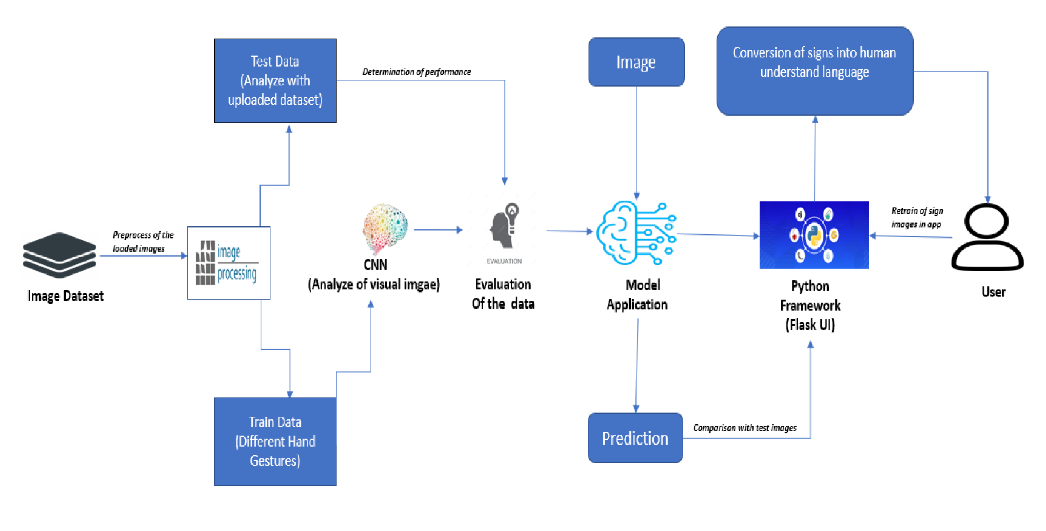 Test Data
(Analyze with
uploaded dataset)
Determination of performance
Image
Conversion of signs into human
understand language
Preprocess of the
loaded images
image
processing
Image Dataset
CNN
(Analyze of visual imgae)
EVALUATION
Evaluation
Of the data
Model
Application
Python
Framework
(Flask UI)
Retrain of sign
images in app
User
Train Data
(Different Hand
Gestures)
Prediction
Comparison with test images